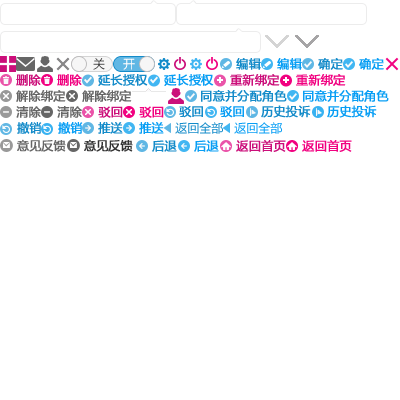 关 开 编辑 编辑 确定 确定
删除 删除 延长授权 延长授权 重新绑定 重新绑定
解除绑定 解除绑定 同意并分配角色 同意并分配角色
清除 清除 驳回 驳回 驳回 驳回 历史投诉 历史投诉
撤销 撤销 推送 推送 返回全部 返回全部
意见反馈 意见反馈 后退 后退 返回首页 返回首页